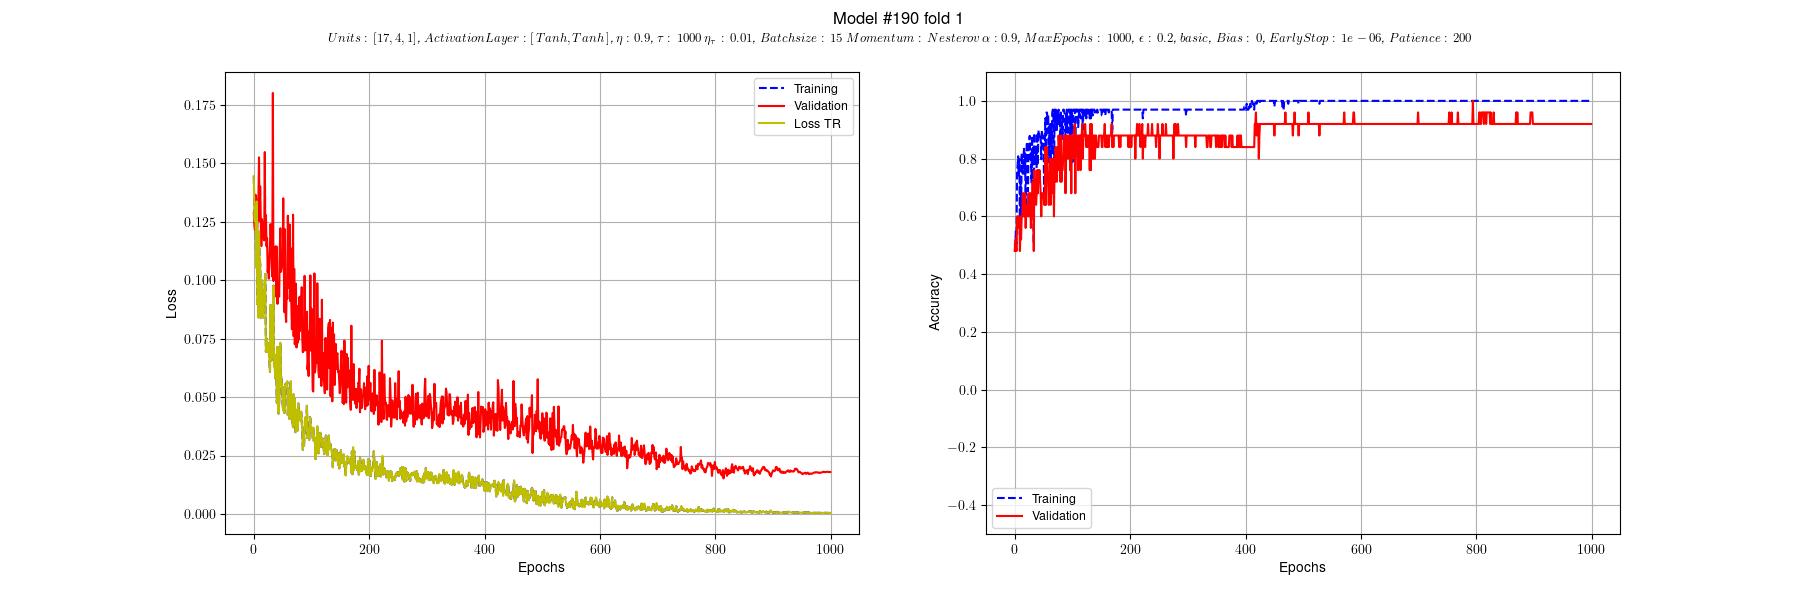 Model #190 fold 1
Units : [17, 4, 1], ActivationLayer : [Tanh, Tanh], η : 0.9, τ : 1000 ητ : 0.01, Batchsize : 15 Momentum : Nesterov α : 0.9, MaxEpochs : 1000, ϵ : 0.2, basic, Bias : 0, EarlyStop : 1e − 06, Patience : 200
Loss
0.175
0.150
0.125
0.100
0.075
0.050
0.025
0.000
0 200 400 600 800 1000
Epochs
Training
Validation
Loss TR
Accuracy
1.0
0.8
0.6
0.4
0.2
0.0
−0.2
−0.4
0 200 400 600 800 1000
Epochs
Training
Validation